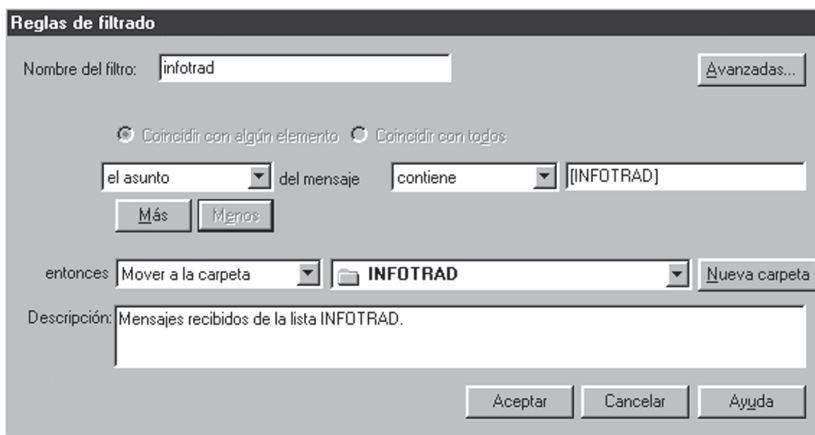 Reglas de filtrado
Nombre del filtro: infotrad Avanzadas...
Coincidir con algún elemento Coincidir con todos
el asunto del mensaje contiene [INFOTRAD]
Más Menos
entonces Mover a la carpeta INFOTRAD Nueva carpeta
Descripción: Mensajes recibidos de la lista INFOTRAD.
Aceptar Cancelar Ayuda